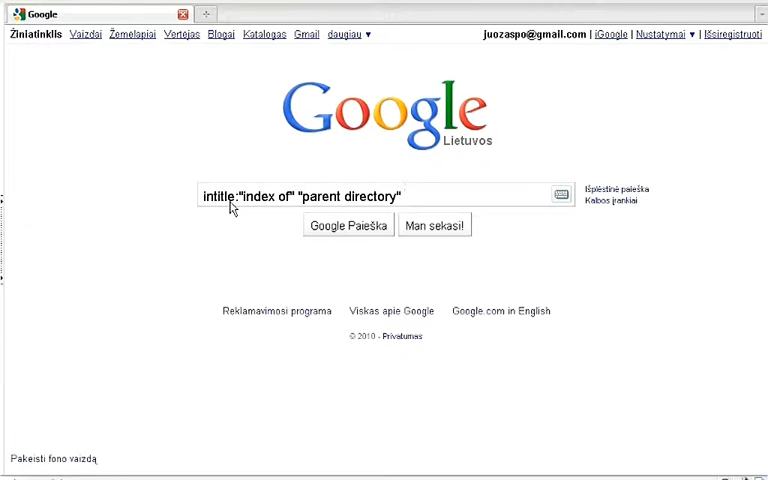 Google
Žiniatinklis Vaizdai Žemėlapiai Vertėjas Blogai Katalogas Gmail daugiau ▼
juozaspo@gmail.com | iGoogle | Nustatymai ▼ | Išsiregistruoti
Google
Lietuvos
intitle:"index of" "parent directory"
Išplėstinė paieška
Kalbos įrankiai
Google Paieška Man sekasi!
Reklamavimosi programa Viskas apie Google Google.com in English
© 2010 - Privatumas
Pakeisti fono vaizdą